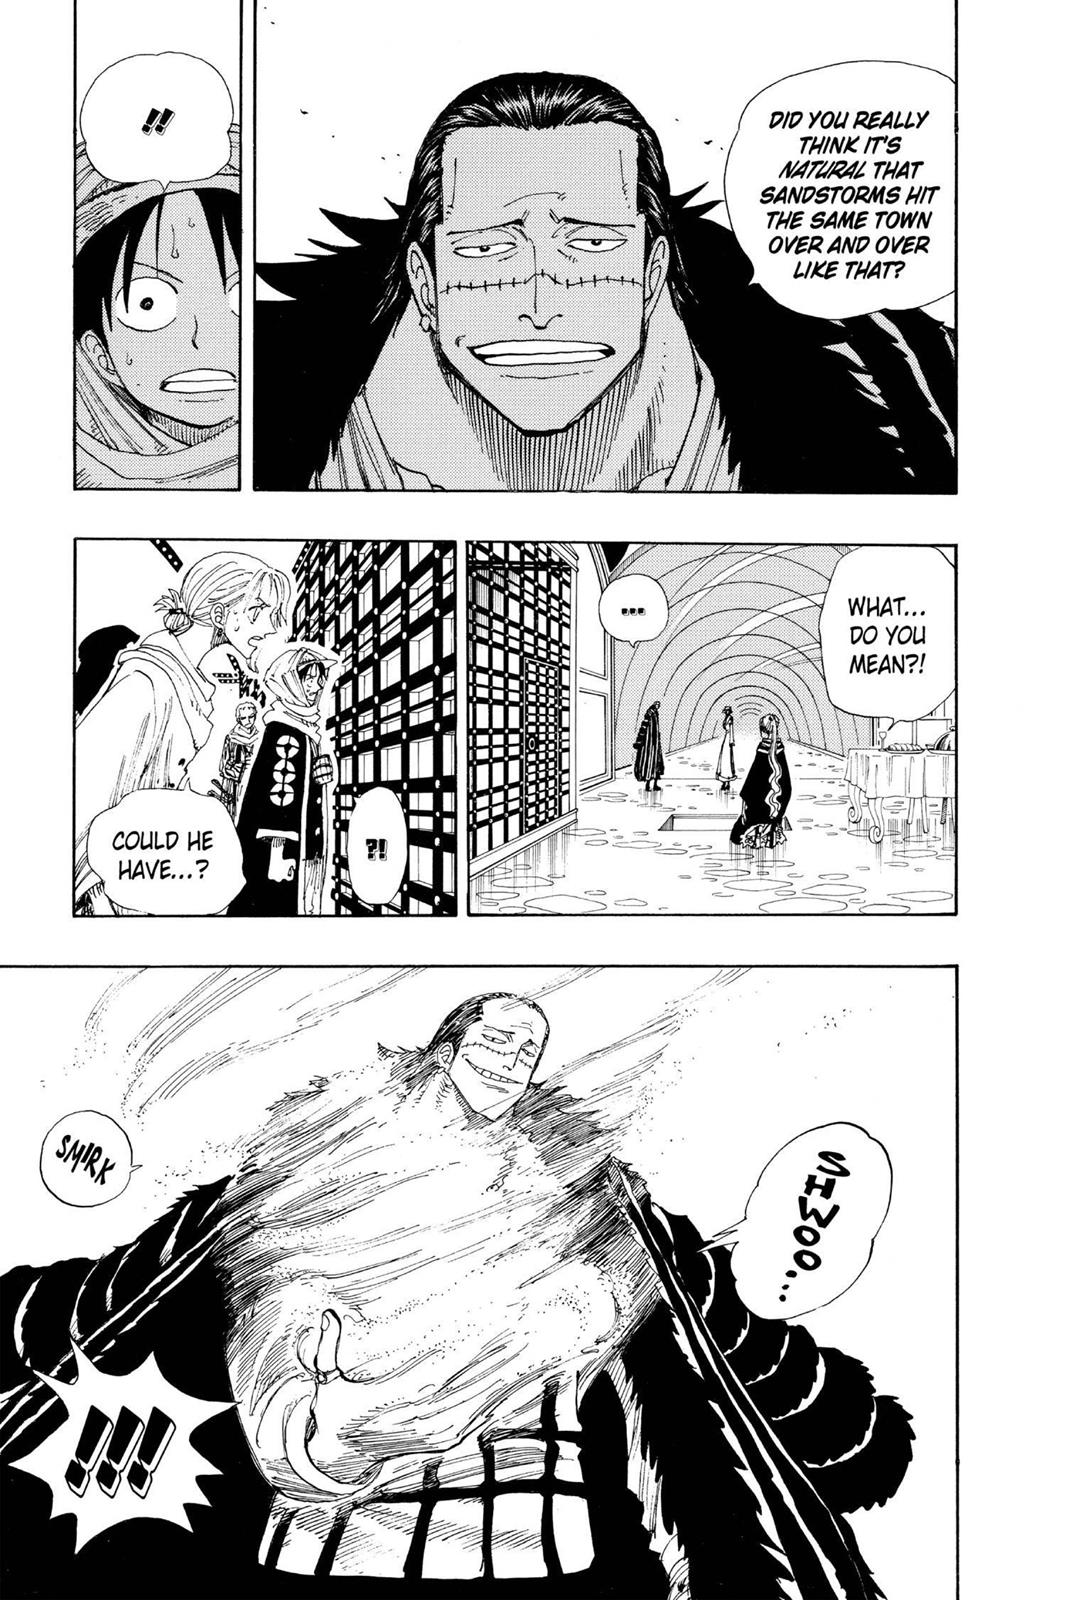 DID YOU REALLY
THINK IT'S
NATURAL THAT
SANDSTORMS HIT
THE SAME TOWN
OVER AND OVER
LIKE THAT?
!!
WHAT...
DO YOU
MEAN?!
...
?!
COULD HE
HAVE...?
SHWOO...
SMIRK
!!!